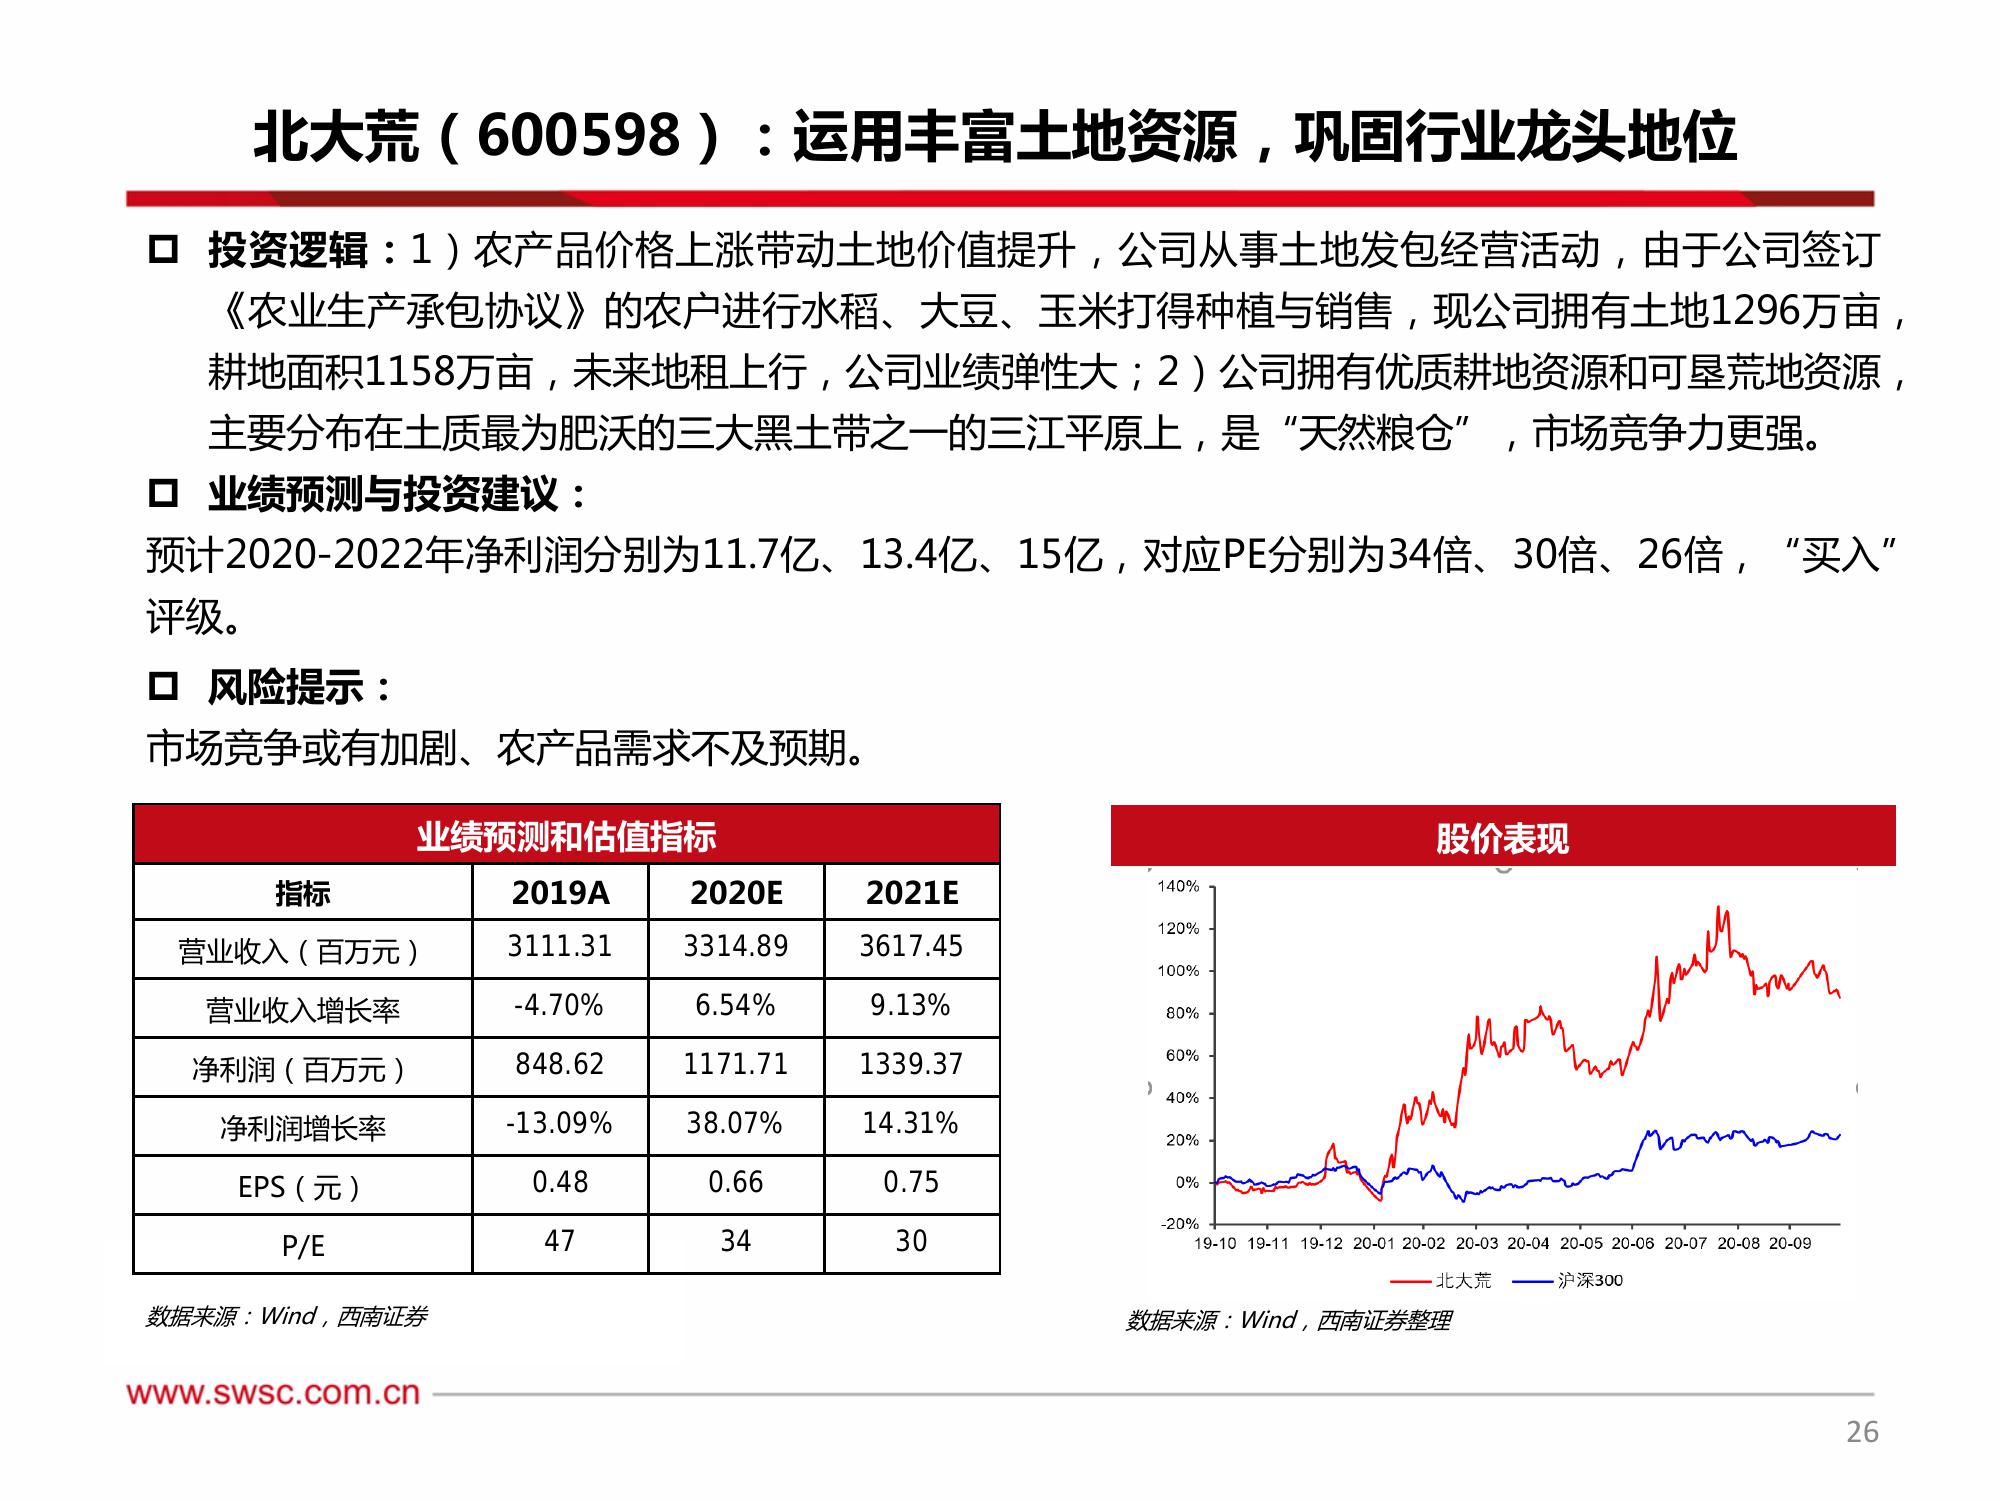 北大荒（600598）：运用丰富土地资源，巩固行业龙头地位
投资逻辑：1）农产品价格上涨带动土地价值提升，公司从事土地发包经营活动，由于公司签订
《农业生产承包协议》的农户进行水稻、大豆、玉米打得种植与销售，现公司拥有土地1296万亩，
耕地面积1158万亩，未来地租上行，公司业绩弹性大；2）公司拥有优质耕地资源和可垦荒地资源，
主要分布在土质最为肥沃的三大黑土带之一的三江平原上，是“天然粮仓”，市场竞争力更强。
业绩预测与投资建议：
预计2020-2022年净利润分别为11.7亿、13.4亿、15亿，对应PE分别为34倍、30倍、26倍，“买入”
评级。
风险提示：
市场竞争或有加剧、农产品需求不及预期。
业绩预测和估值指标
指标 2019A 2020E 2021E
营业收入（百万元） 3111.31 3314.89 3617.45
营业收入增长率 -4.70% 6.54% 9.13%
净利润（百万元） 848.62 1171.71 1339.37
净利润增长率 -13.09% 38.07% 14.31%
EPS（元） 0.48 0.66 0.75
P/E 47 34 30
数据来源：Wind，西南证券
股价表现
140%
120%
100%
80%
60%
40%
20%
0%
-20%
19-10 19-11 19-12 20-01 20-02 20-03 20-04 20-05 20-06 20-07 20-08 20-09
北大荒 沪深300
数据来源：Wind，西南证券整理
www.swsc.com.cn
26